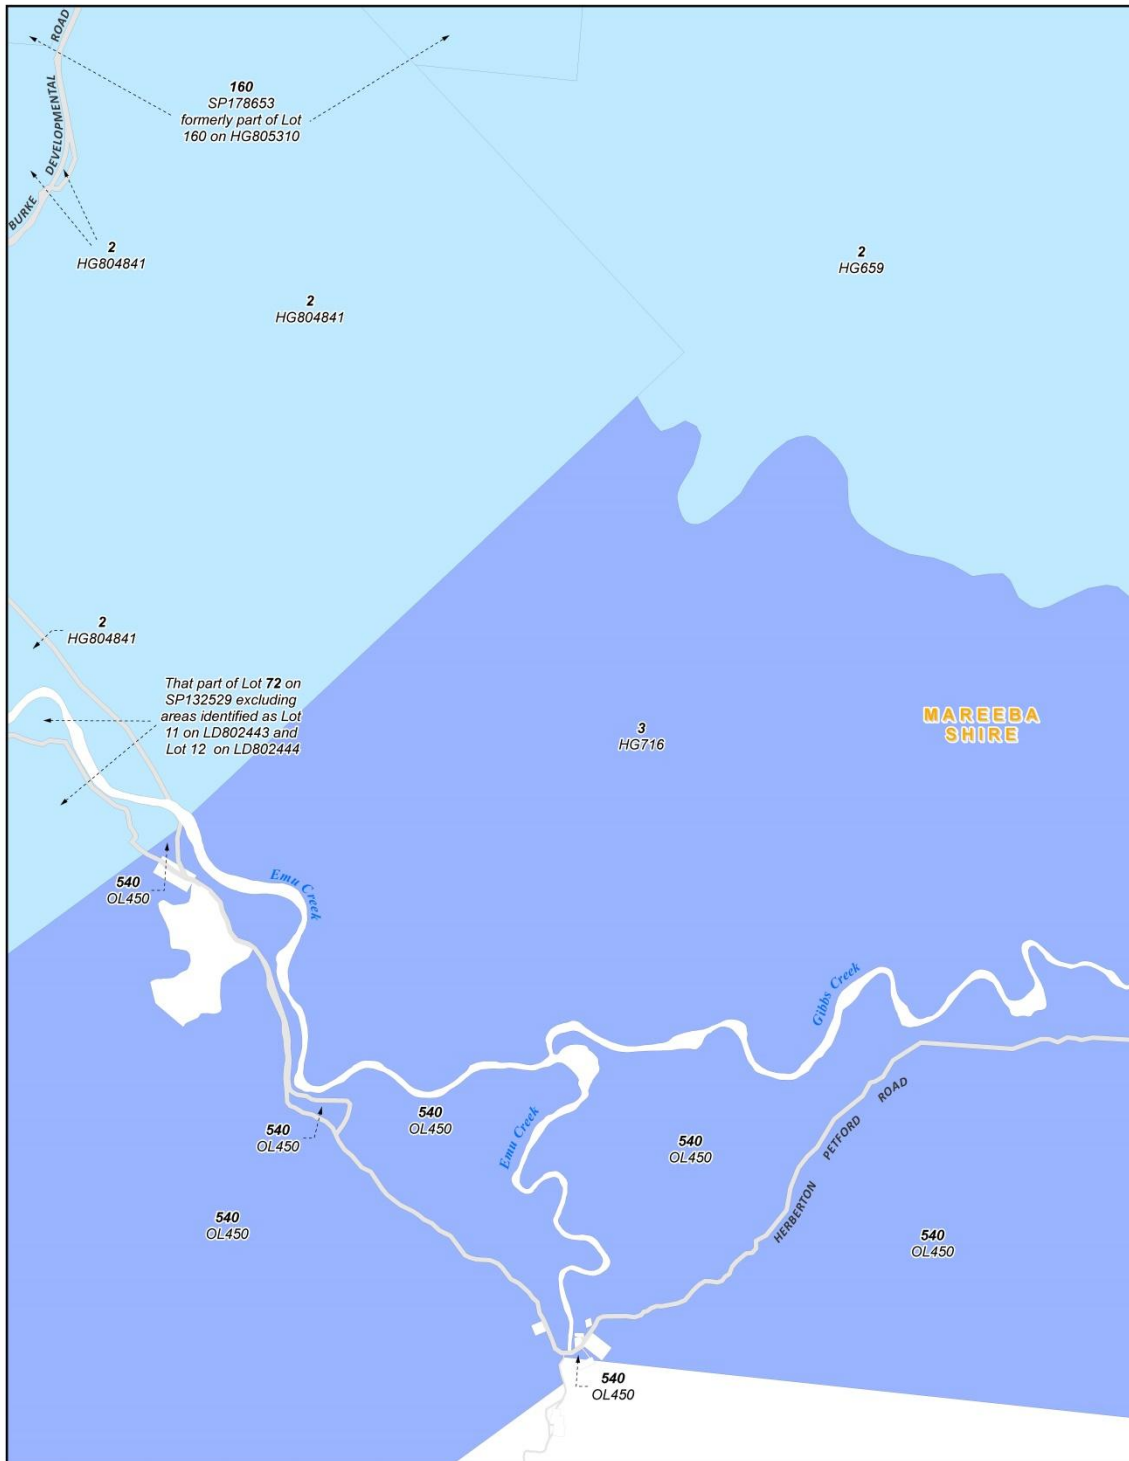 ROAD
DEVELOPMENTAL
BURKE
160
SP178653
formerly part of Lot
160 on HG805310
2
HG804841
2
HG659
2
HG804841
2
HG804841
That part of Lot 72 on
SP132529 excluding
areas identified as Lot
11 on LD802443 and
Lot 12 on LD802444
3
HG716
MAREEBA
SHIRE
540
OL450
Emu Creek
Gibbs Creek
540
OL450
540
OL450
Emu Creek
540
OL450
HERBERTON PETFORD ROAD
540
OL450
540
OL450
540
OL450